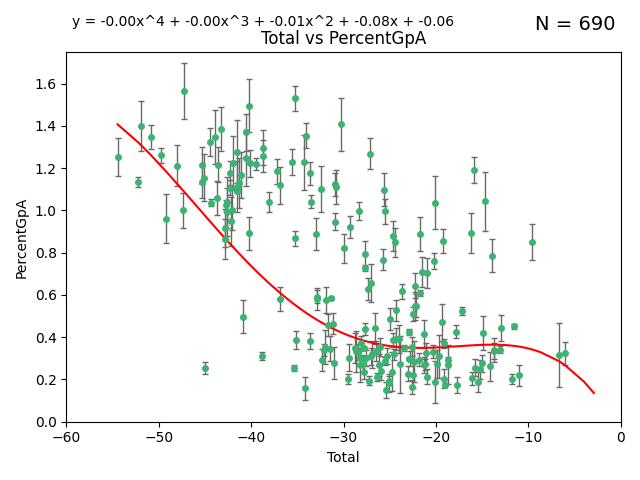 y = -0.00x^4 + -0.00x^3 + -0.01x^2 + -0.08x + -0.06
N = 690
Total vs PercentGpA
PercentGpA
1.6
1.4
1.2
1.0
0.8
0.6
0.4
0.2
0.0
−60 −50 −40 −30 −20 −10 0
Total